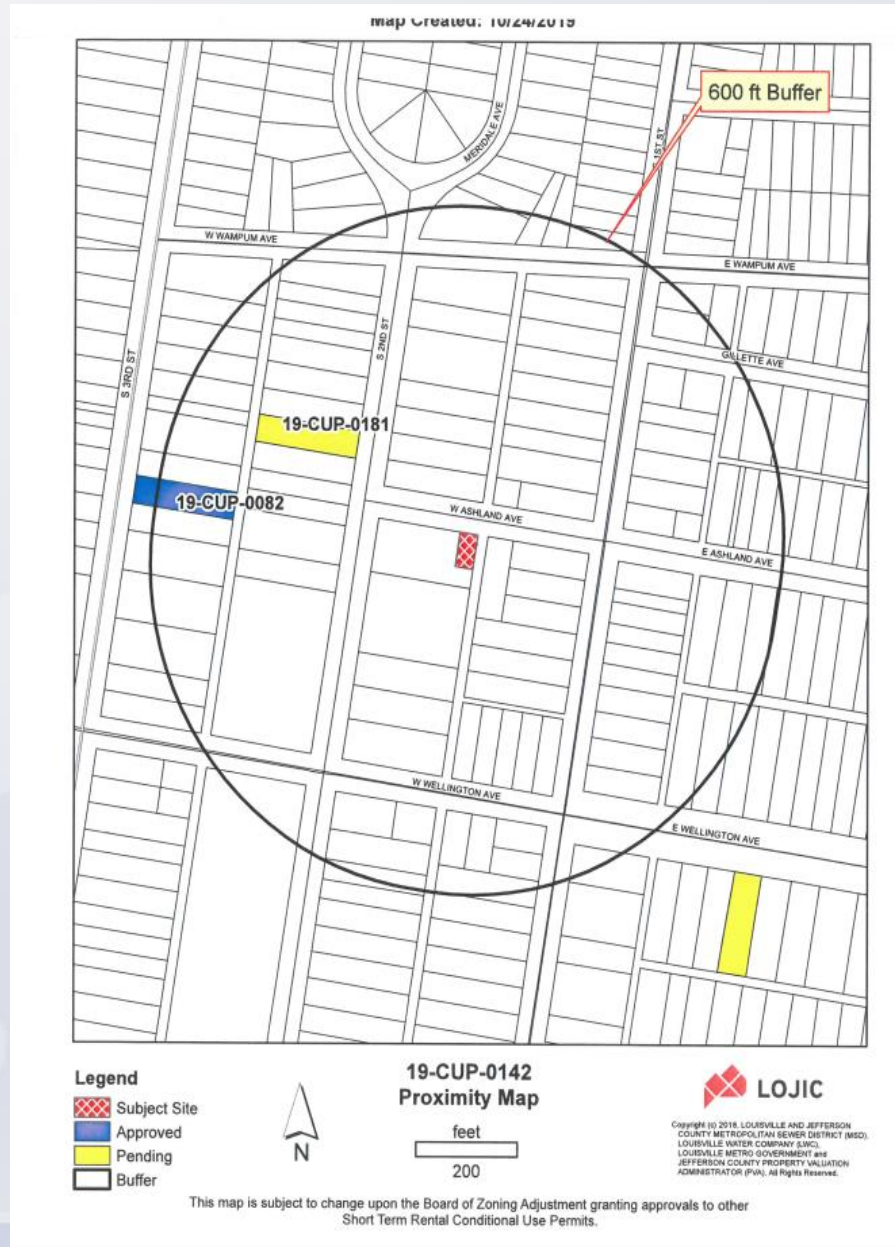 Map Created: 10/24/2019
600 ft Buffer
MERIDALE AVE
S 1ST ST
W WAMPUM AVE
E WAMPUM AVE
S 2ND ST
S 3RD ST
GILLETTE AVE
19-CUP-0181
19-CUP-0082
W ASHLAND AVE
E ASHLAND AVE
W WELLINGTON AVE
E WELLINGTON AVE
Legend
Subject Site
Approved
Pending
Buffer
N
19-CUP-0142
Proximity Map
feet
200
LOJIC
Copyright (c) 2018, LOUISVILLE AND JEFFERSON
COUNTY METROPOLITAN SEWER DISTRICT (MSD),
LOUISVILLE WATER COMPANY (LWC),
LOUISVILLE METRO GOVERNMENT and
JEFFERSON COUNTY PROPERTY VALUATION
ADMINISTRATOR (PVA). All Rights Reserved.
This map is subject to change upon the Board of Zoning Adjustment granting approvals to other
Short Term Rental Conditional Use Permits.